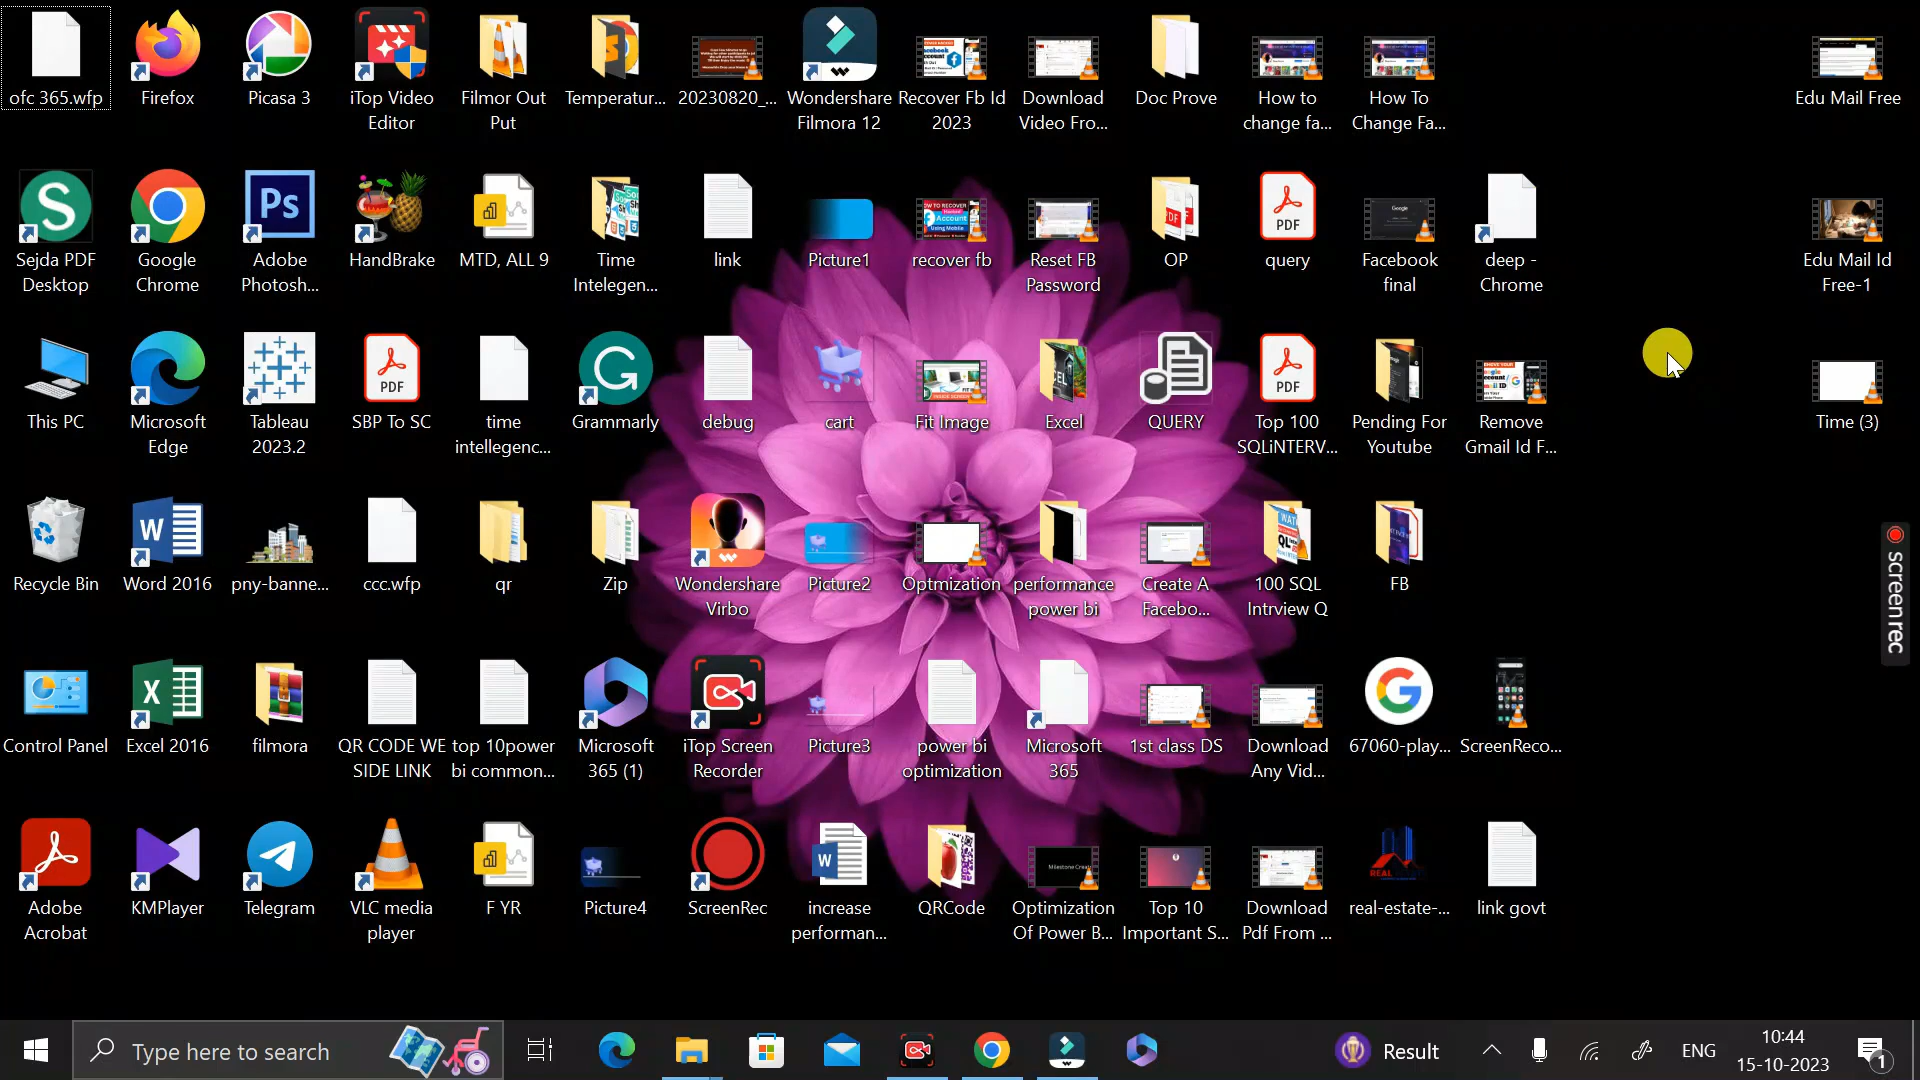 ofc 365.wfp
Firefox
Picasa 3
iTop Video
Editor
Filmor Out
Put
Temperatur...
20230820_...
Wondershare
Filmora 12
Recover Fb Id
2023
Download
Video Fro...
Doc Prove
How to
change fa...
How To
Change Fa...
Edu Mail Free
Sejda PDF
Desktop
Google
Chrome
Ps
Adobe
Photosh...
HandBrake
MTD, ALL 9
Time
Intelegen...
link
Picture1
recover fb
Reset FB
Password
OP
PDF
query
Facebook
final
deep -
Chrome
Edu Mail Id
Free-1
This PC
Microsoft
Edge
Tableau
2023.2
PDF
SBP To SC
time
intellegenc...
Grammarly
debug
cart
Fit Image
Excel
QUERY
PDF
Top 100
SQLiNTERV...
Pending For
Youtube
Remove
Gmail Id F...
Time (3)
Recycle Bin
Word 2016
pny-banne...
ccc.wfp
qr
Zip
Wondershare
Virbo
Picture2
Optmization
performance
power bi
Create A
Facebo...
100 SQL
Intrview Q
FB
screen rec
Control Panel
Excel 2016
filmora
QR CODE WE
SIDE LINK
top 10power
bi common...
Microsoft
365 (1)
iTop Screen
Recorder
Picture3
power bi
optimization
Microsoft
365
1st class DS
Download
Any Vid...
67060-play...
ScreenReco...
Adobe
Acrobat
KMPlayer
Telegram
VLC media
player
F YR
Picture4
ScreenRec
increase
performan...
QRCode
Optimization
Of Power B...
Top 10
Important S...
Download
Pdf From ...
real-estate-...
link govt
Type here to search
Result
ENG
10:44
15-10-2023
1